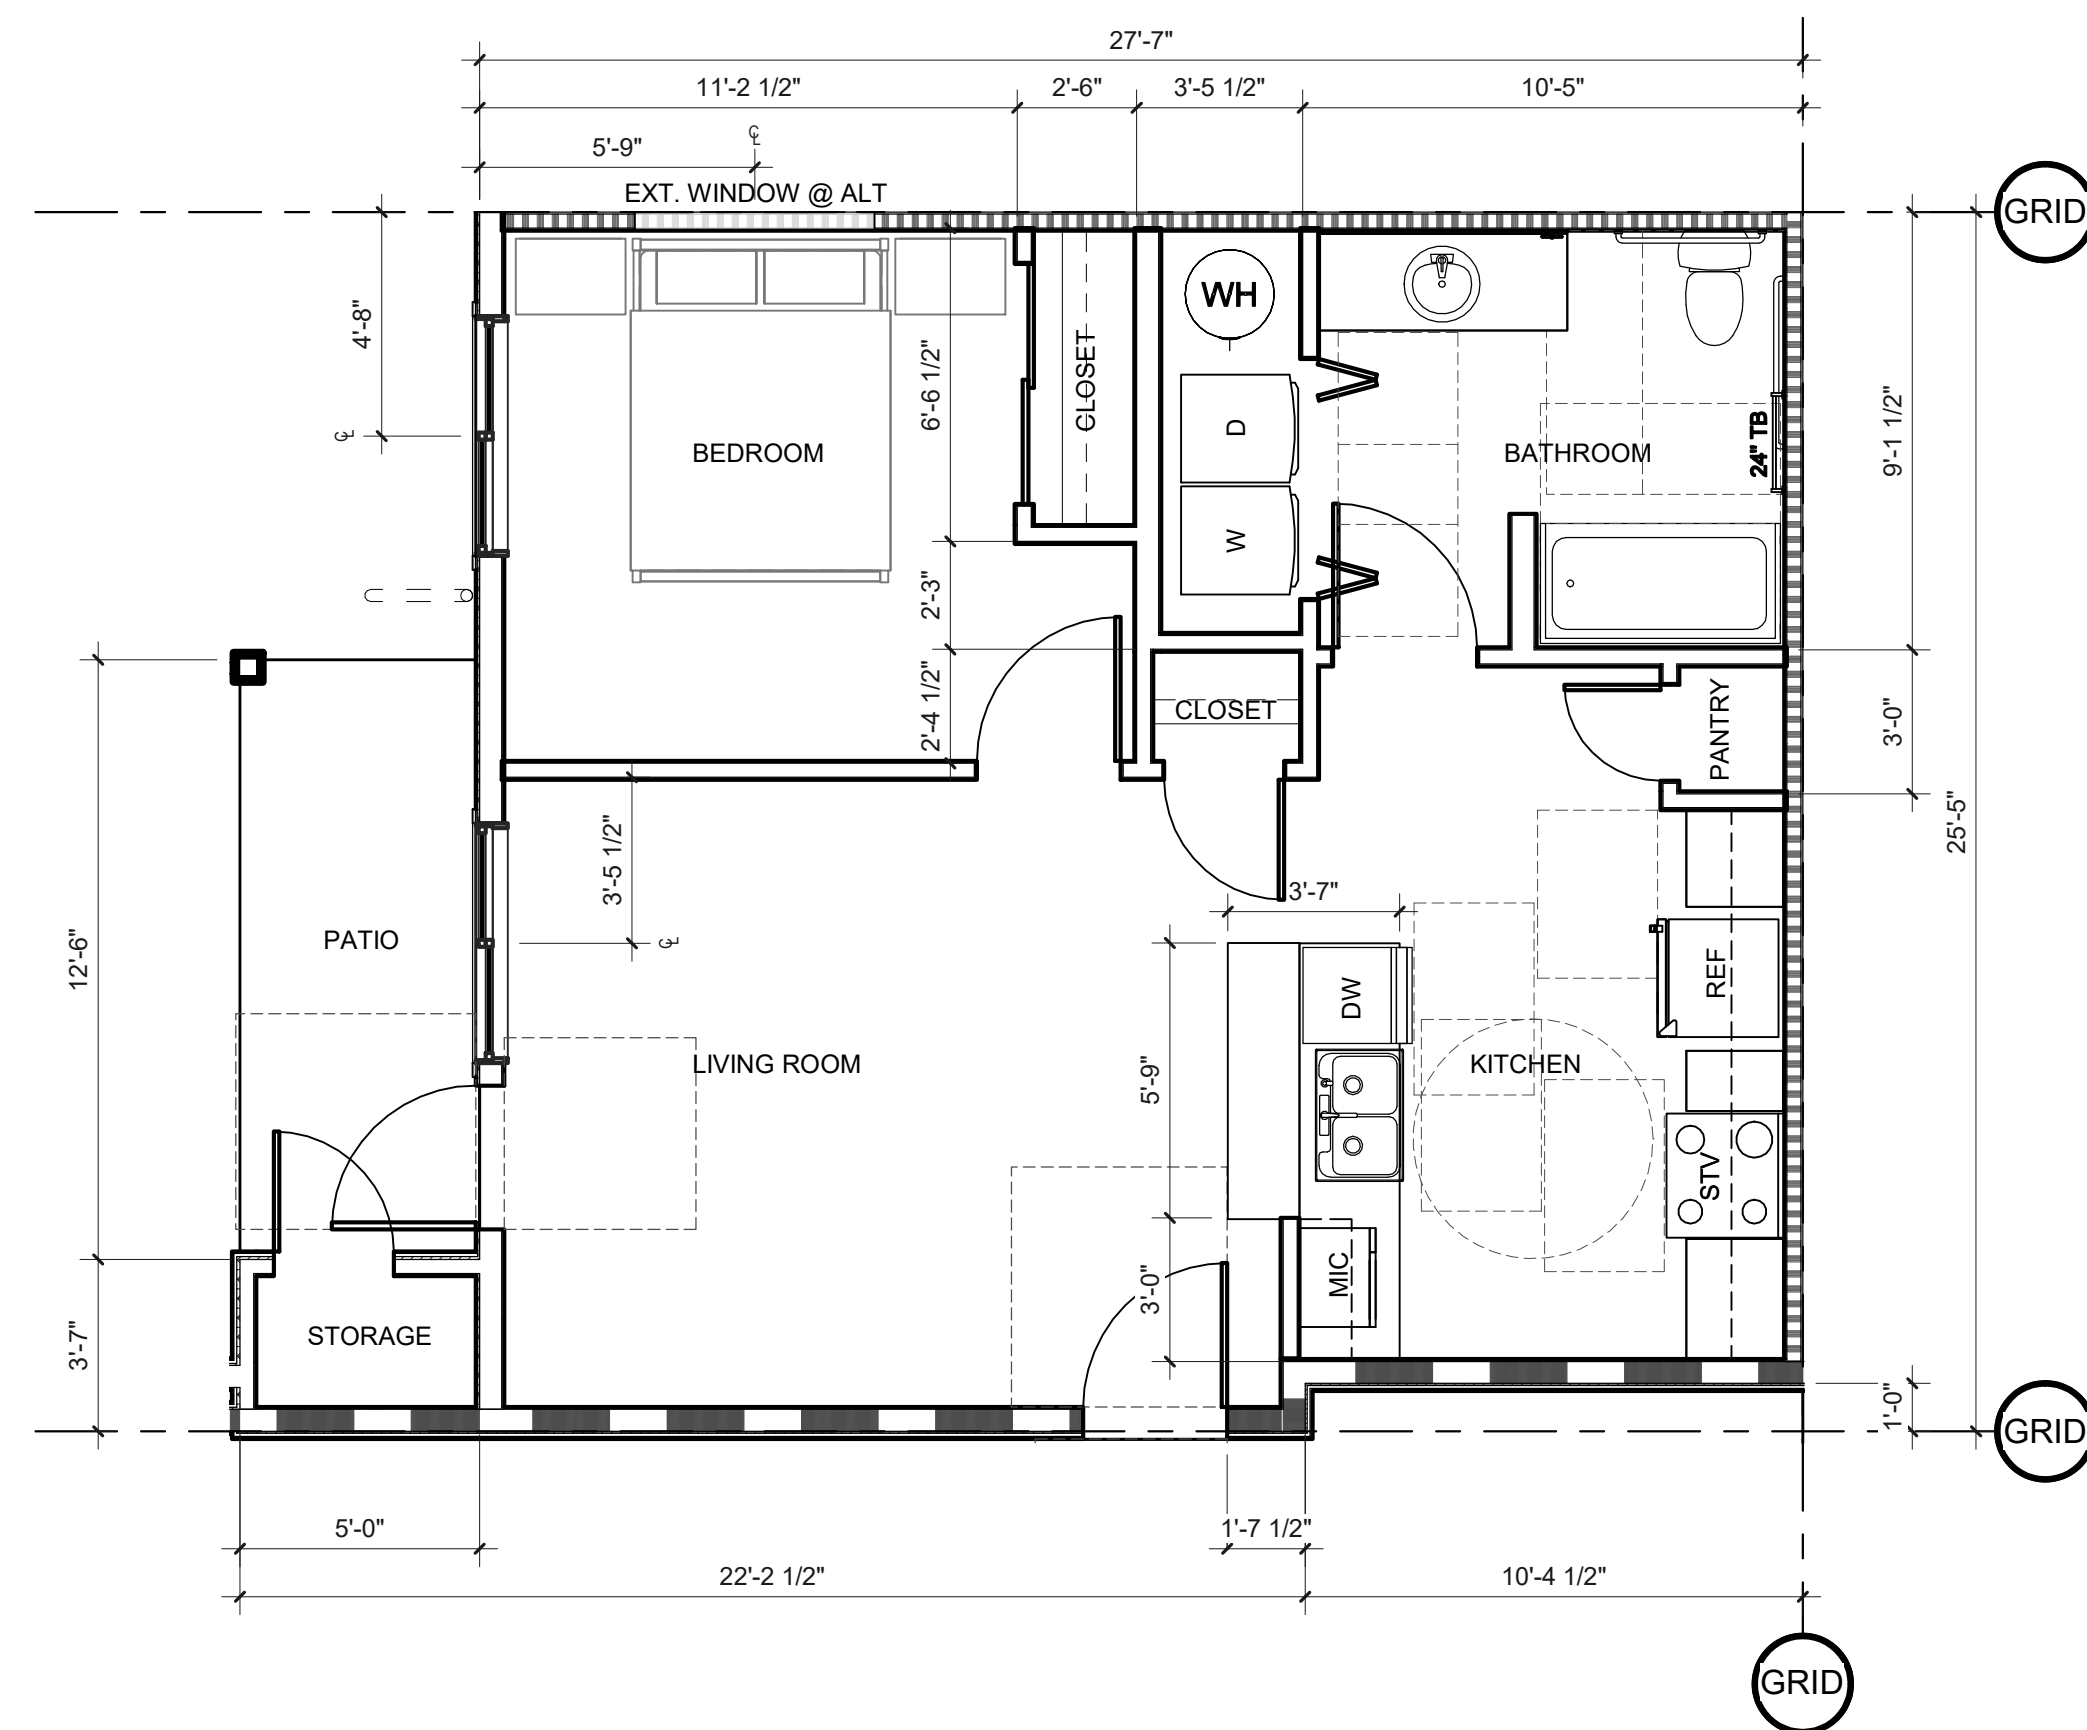 27'-7"
11'-2 1/2"
2'-6"
3'-5 1/2"
10'-5"
5'-9"
℄
EXT. WINDOW @ ALT
GRID
4'-8"
℄
WH
CLOSET
6'-6 1/2"
D
BEDROOM
BATHROOM
24" TB
9'-1 1/2"
W
2'-3"
2'-4 1/2"
CLOSET
PANTRY
3'-0"
25'-5"
3'-5 1/2"
3'-7"
℄
12'-6"
PATIO
DW
REF
LIVING ROOM
KITCHEN
5'-9"
STV
3'-0"
MIC
3'-7"
STORAGE
1'-0"
GRID
5'-0"
1'-7 1/2"
22'-2 1/2"
10'-4 1/2"
GRID